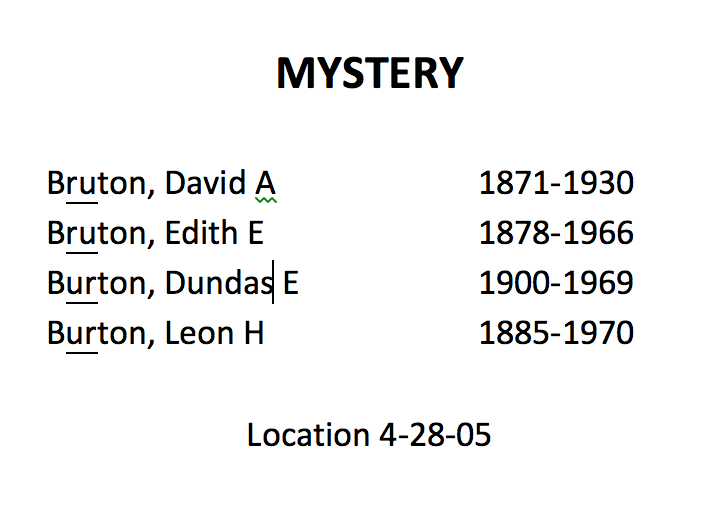 MYSTERY
Bruton, David A 1871-1930
Bruton, Edith E 1878-1966
Burton, Dundas E 1900-1969
Burton, Leon H 1885-1970
Location 4-28-05